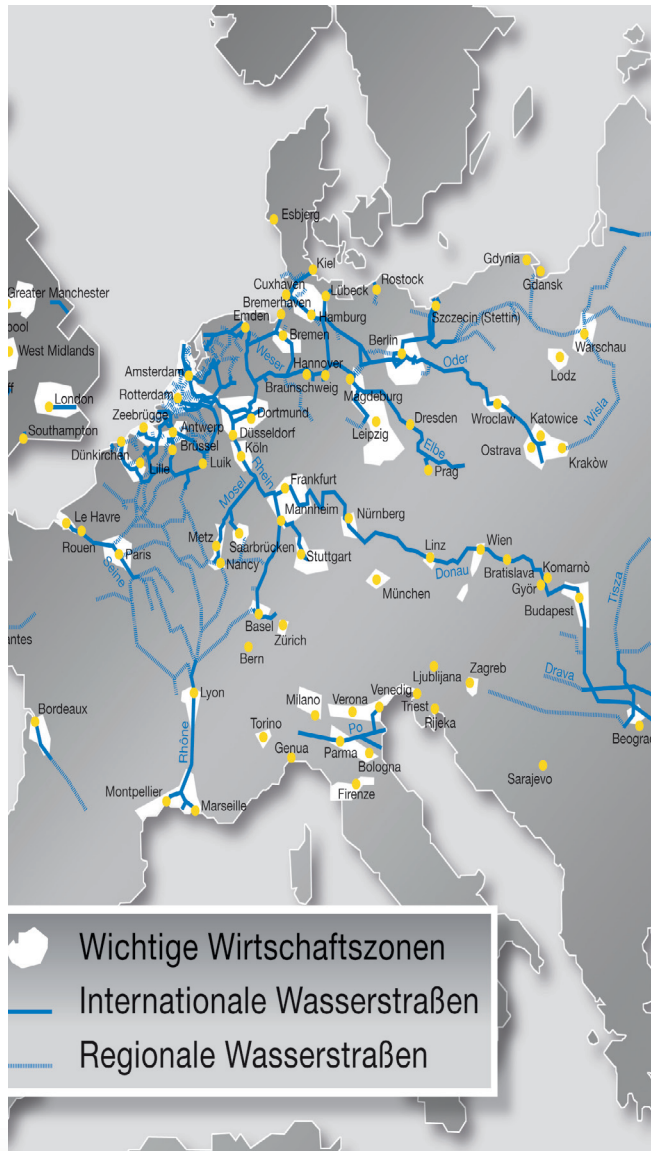 Esbjerg
Kiel
Gdynia
Cuxhaven
Rostock
Gdansk
Greater Manchester
Bremerhaven
Lübeck
Emden
Hamburg
Szczecin (Stettin)
pool
Bremen
Warschau
West Midlands
Weser
Berlin
Lodz
ff
Amsterdam
Hannover
Oder
Rotterdam
Braunschweig
Magdeburg
Wisla
London
Zeebrügge
Dortmund
Wroclaw
Southampton
Antwerp
Düsseldorf
Leipzig
Dresden
Katowice
Dünkirchen
Brüssel
Köln
Elbe
Ostrava
Krakòw
Lille
Luik
Rhein
Prag
Mosel
Frankfurt
Le Havre
Mannheim
Nürnberg
Rouen
Paris
Metz
Saarbrücken
Linz
Wien
Seine
Nancy
Stuttgart
Donau
Bratislava
Komarnò
München
Györ
Tisza
Budapest
Basel
Zürich
antes
Bern
Ljublijana
Zagreb
Drava
Lyon
Milano
Verona
Venedig
Triest
Bordeaux
Rijeka
Torino
Po
Beograd
Rhône
Genua
Parma
Bologna
Sarajevo
Montpellier
Firenze
Marseille
Wichtige Wirtschaftszonen
Internationale Wasserstraßen
Regionale Wasserstraßen